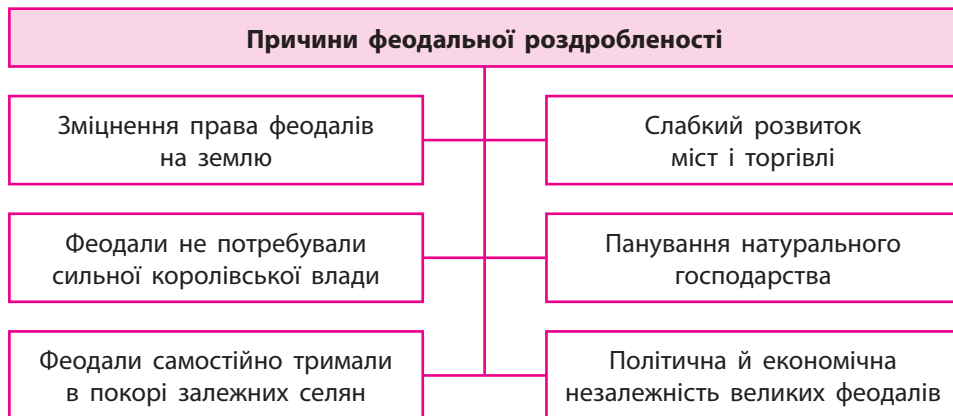 Причини феодальної роздробленості
Зміцнення права феодалів
на землю
Слабкий розвиток
міст і торгівлі
Феодали не потребували
сильної королівської влади
Панування натурального
господарства
Феодали самостійно тримали
в покорі залежних селян
Політична й економічна
незалежність великих феодалів